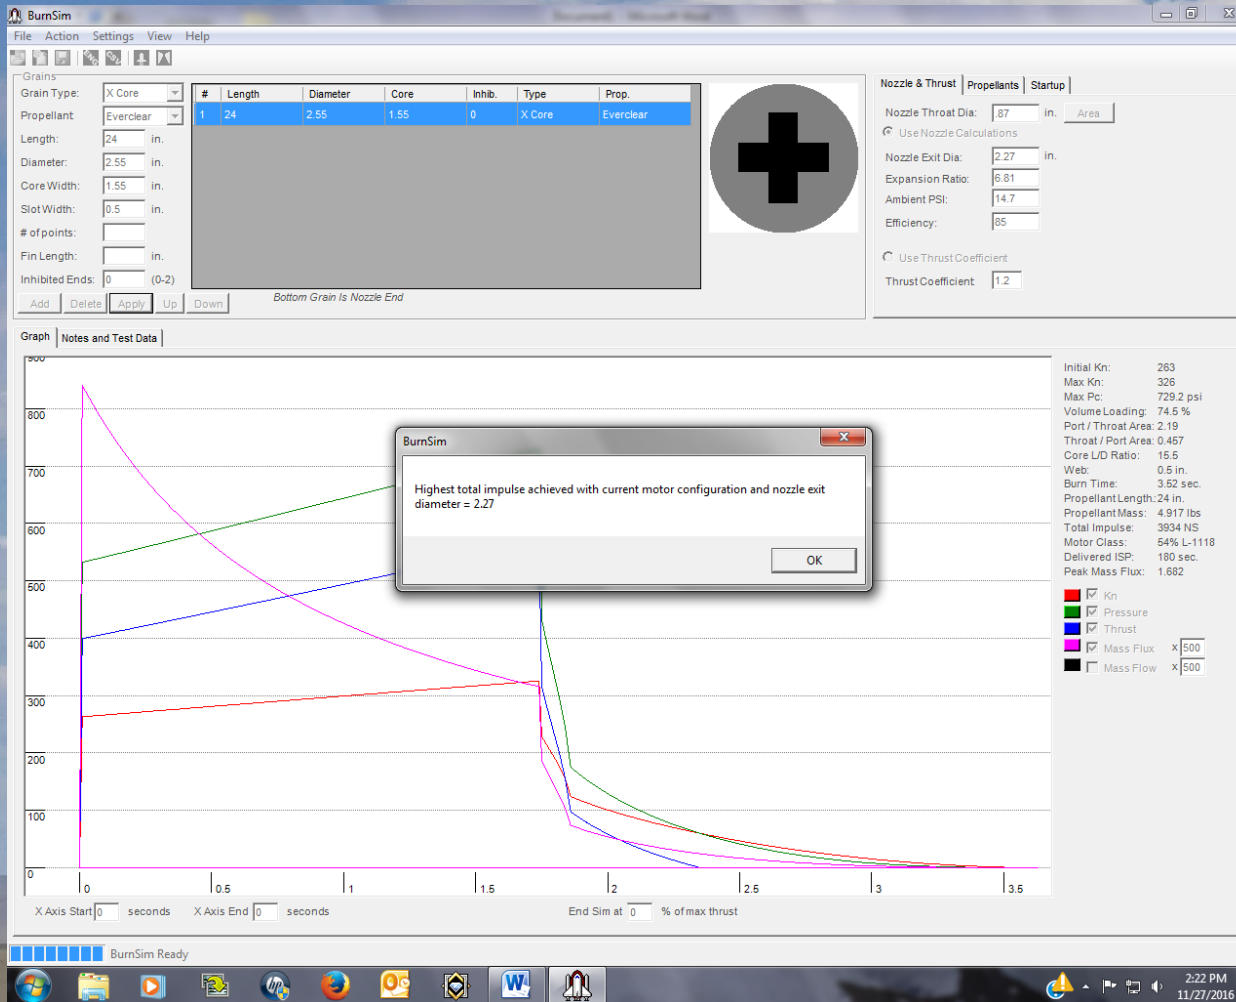 BurnSim
Document1 - Microsoft Word
File Action Settings View Help
ENG CSV
Grains
Grain Type: X Core
Propellant Everclear
Length: 24 in.
Diameter: 2.55 in.
Core Width: 1.55 in.
Slot Width: 0.5 in.
# of points:
Fin Length: in.
Inhibited Ends: 0 (0-2)
Add Delete Apply Up Down
# Length Diameter Core Inhib. Type Prop.
1 24 2.55 1.55 0 X Core Everclear
Bottom Grain Is Nozzle End
Nozzle & Thrust Propellants Startup
Nozzle Throat Dia: .87 in. Area
Use Nozzle Calculations
Nozzle Exit Dia: 2.27 in.
Expansion Ratio: 6.81
Ambient PSI: 14.7
Efficiency: 85
Use Thrust Coefficient
Thrust Coefficient 1.2
Graph Notes and Test Data
900
800
700
600
500
400
300
200
100
0
0 0.5 1 1.5 2 2.5 3 3.5
BurnSim
Highest total impulse achieved with current motor configuration and nozzle exit
diameter = 2.27
OK
Initial Kn: 263
Max Kn: 326
Max Pc: 729.2 psi
Volume Loading: 74.5 %
Port / Throat Area: 2.19
Throat / Port Area: 0.457
Core L/D Ratio: 15.5
Web: 0.5 in.
Burn Time: 3.52 sec.
Propellant Length: 24 in.
Propellant Mass: 4.917 lbs
Total Impulse: 3934 NS
Motor Class: 54% L-1118
Delivered ISP: 180 sec.
Peak Mass Flux: 1.682
Kn
Pressure
Thrust
Mass Flux x 500
Mass Flow x 500
X Axis Start 0 seconds X Axis End 0 seconds End Sim at 0 % of max thrust
BurnSim Ready
2:22 PM
11/27/2016